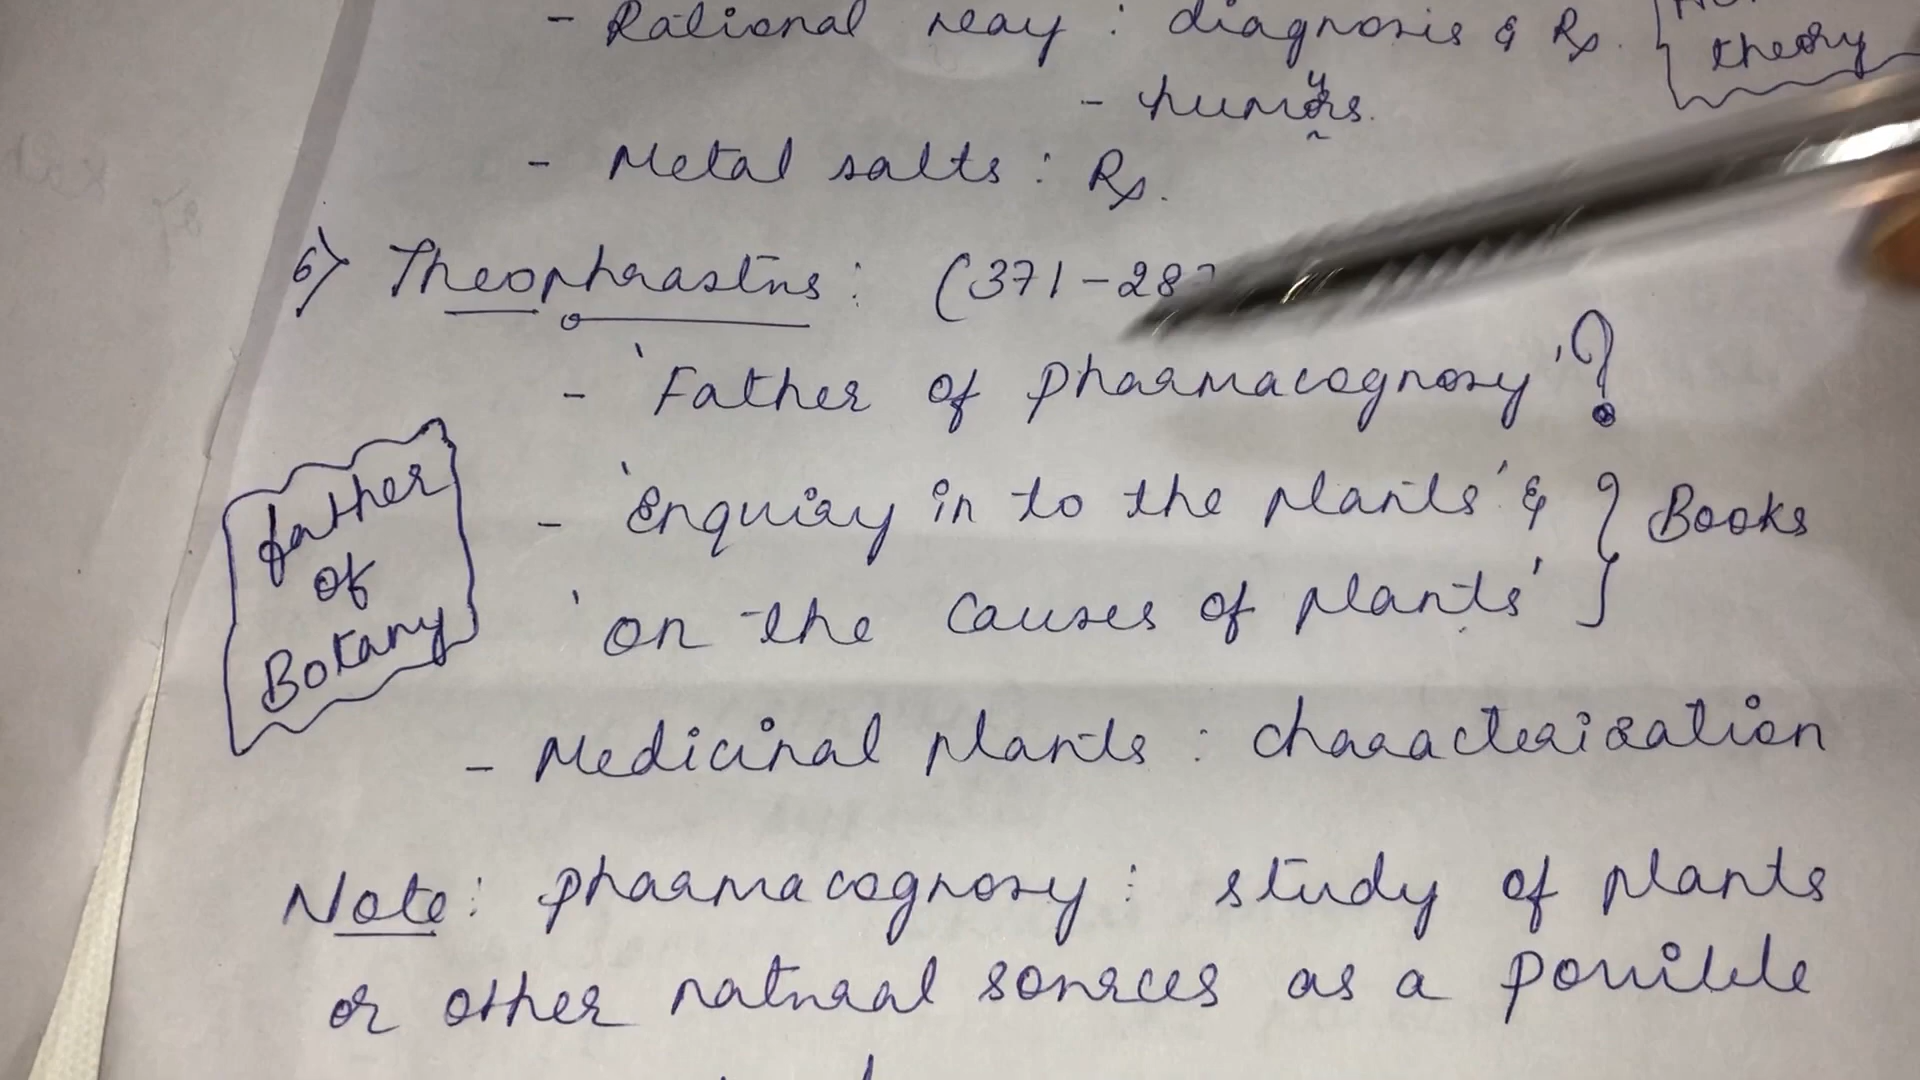 - Rational way : diagnosis & Rx.
theory
- humors.
- Metal salts : Rx.
6) Theophrastus : (371-28
- 'Father of pharmacognosy' ?
- 'Enquiry in to the plants' & } Books
'on the causes of plants'
father
of
Botany
- Medicinal plants : characterization
Note : pharmacognosy : study of plants
or other natural sources as a possible